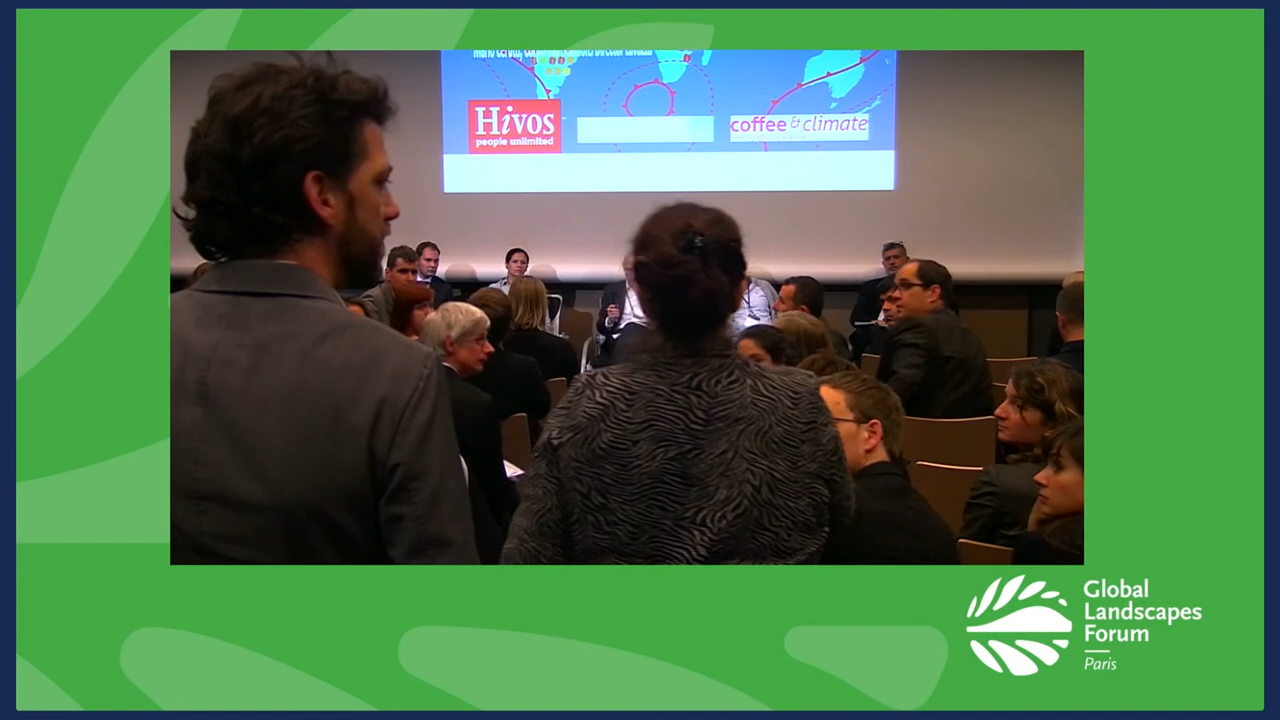 Hivos
people unlimited
coffee & climate
Global
Landscapes
Forum
Paris